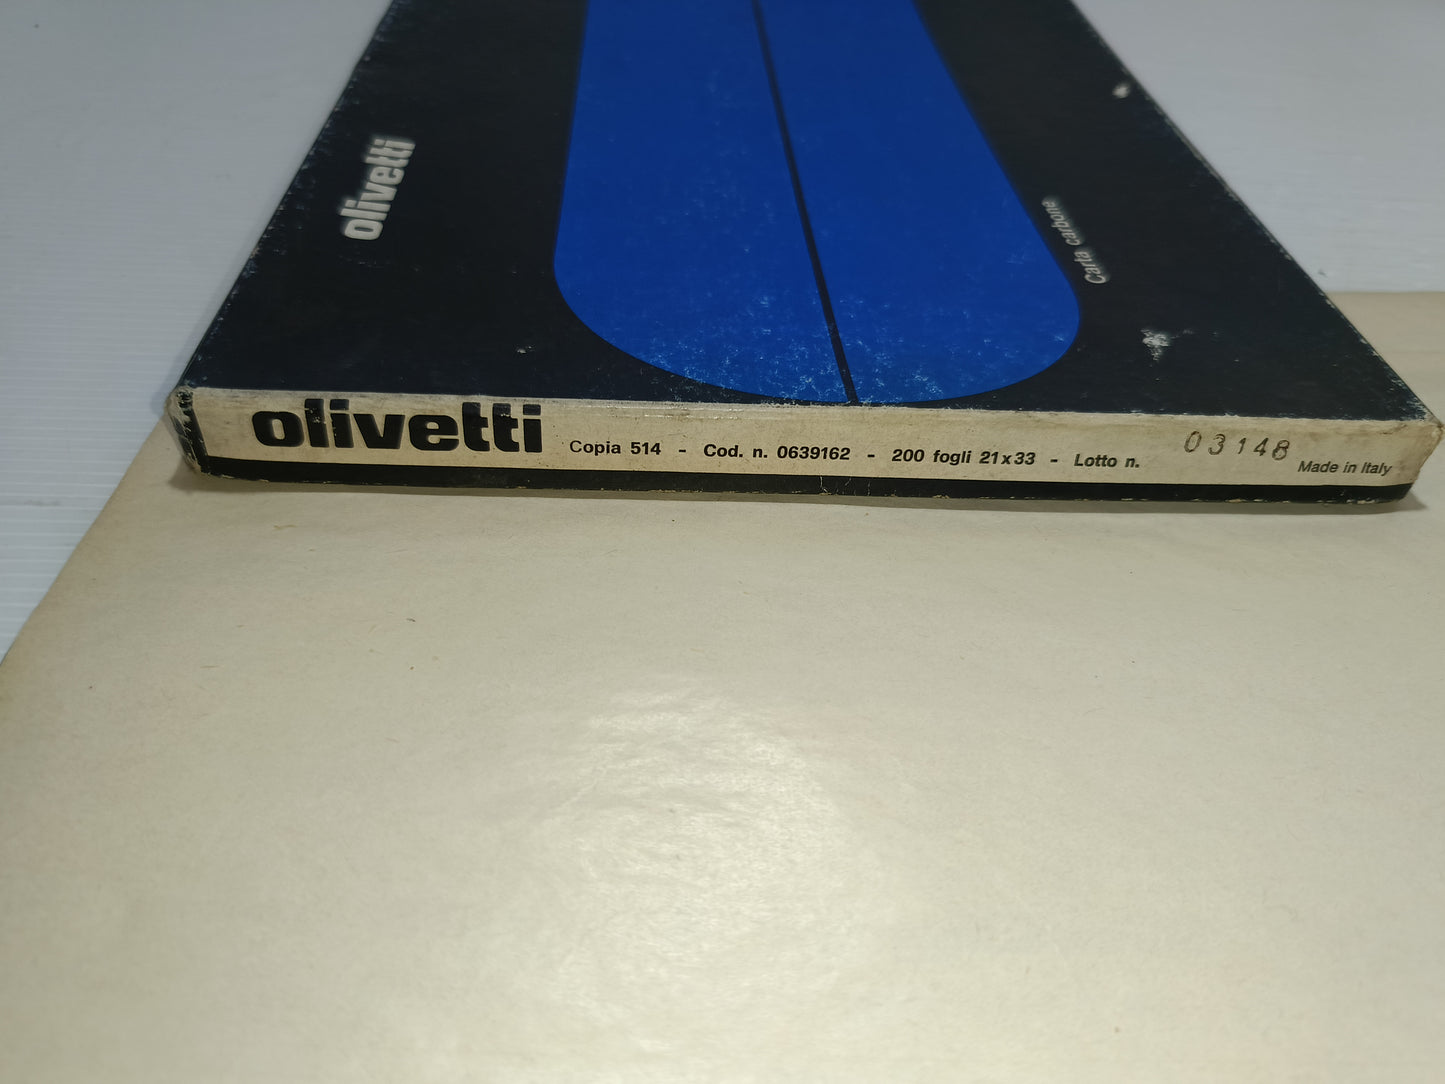 olivetti
Carta carbone
olivetti Copia 514 - Cod. n. 0639162 - 200 fogli 21x33 - Lotto n. 03148 Made in Italy